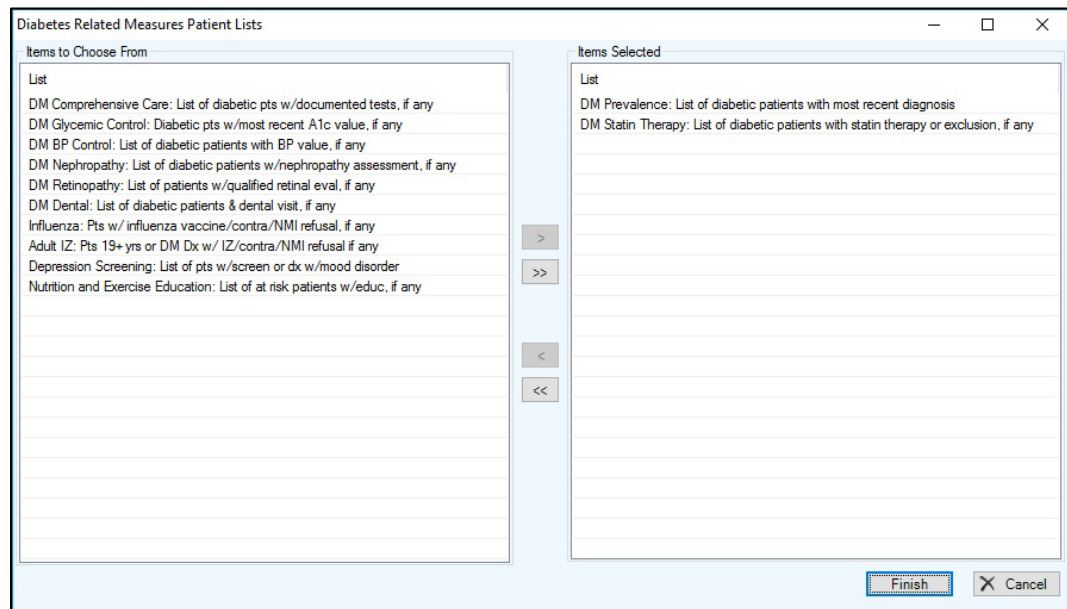 Diabetes Related Measures Patient Lists
Items to Choose From
List
DM Comprehensive Care: List of diabetic pts w/documented tests, if any
DM Glycemic Control: Diabetic pts w/most recent A1c value, if any
DM BP Control: List of diabetic patients with BP value, if any
DM Nephropathy: List of diabetic patients w/nephropathy assessment, if any
DM Retinopathy: List of patients w/qualified retinal eval, if any
DM Dental: List of diabetic patients & dental visit, if any
Influenza: Pts w/ influenza vaccine/contra/NMI refusal, if any
Adult IZ: Pts 19+ yrs or DM Dx w/ IZ/contra/NMI refusal if any
Depression Screening: List of pts w/screen or dx w/mood disorder
Nutrition and Exercise Education: List of at risk patients w/educ, if any
>
>>
<
<<
Items Selected
List
DM Prevalence: List of diabetic patients with most recent diagnosis
DM Statin Therapy: List of diabetic patients with statin therapy or exclusion, if any
Finish
Cancel